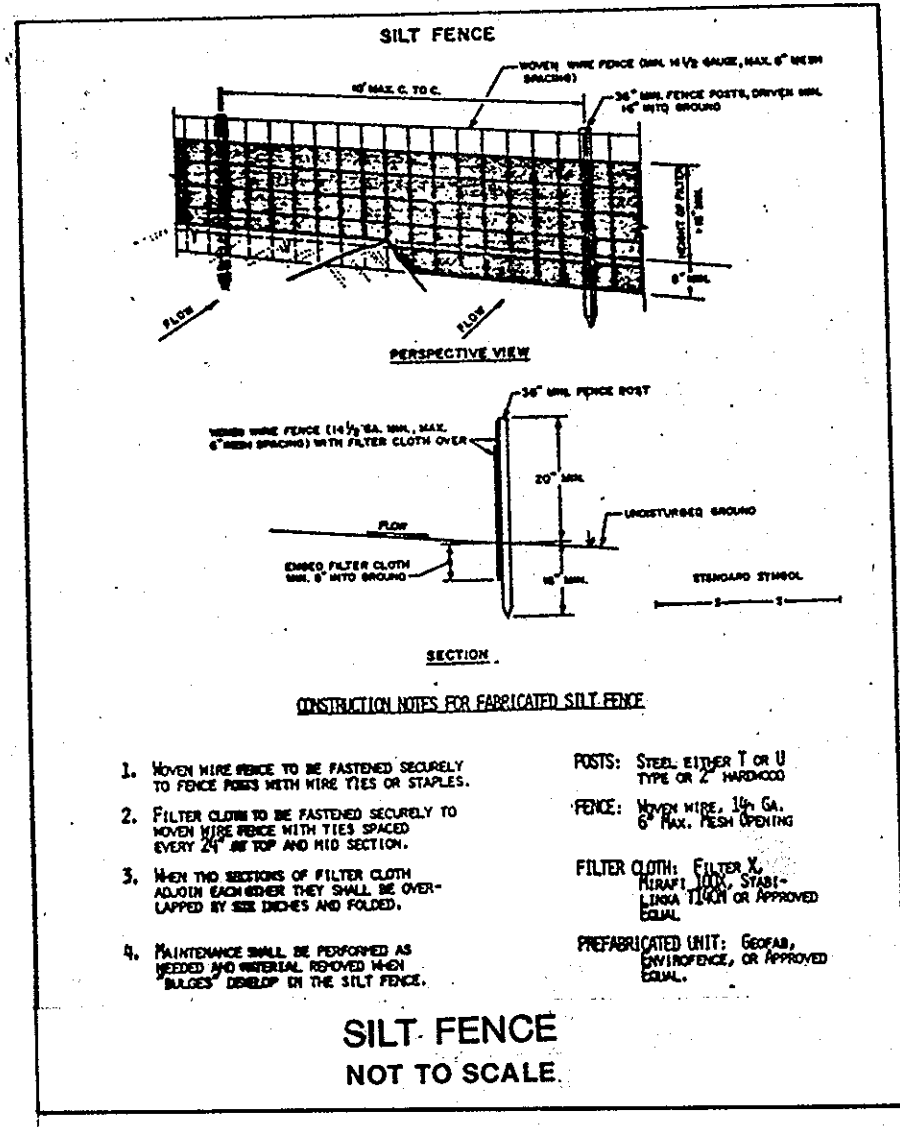 SILT FENCE
WOVEN WIRE FENCE (MIN. 14 1/2 GAUGE, MAX. 6" MESH
SPACING)
10' MAX. C. TO C.
36" MIN. FENCE POSTS, DRIVEN MIN.
16" INTO GROUND
HEIGHT OF FILTER
16" MIN.
8" MIN.
FLOW
FLOW
PERSPECTIVE VIEW
36" MIN. FENCE POST
WOVEN WIRE FENCE (14 1/2 GA. MIN., MAX.
6" MESH SPACING) WITH FILTER CLOTH OVER
20" MIN.
UNDISTURBED GROUND
FLOW
EMBED FILTER CLOTH
MIN. 8" INTO GROUND
16" MIN.
STANDARD SYMBOL
S S
SECTION
CONSTRUCTION NOTES FOR FABRICATED SILT FENCE
1. WOVEN WIRE FENCE TO BE FASTENED SECURELY
TO FENCE POSTS WITH WIRE TIES OR STAPLES.
2. FILTER CLOTH TO BE FASTENED SECURELY TO
WOVEN WIRE FENCE WITH TIES SPACED
EVERY 24" AT TOP AND MID SECTION.
3. WHEN TWO SECTIONS OF FILTER CLOTH
ADJOIN EACH OTHER THEY SHALL BE OVER-
LAPPED BY SIX INCHES AND FOLDED.
4. MAINTENANCE SHALL BE PERFORMED AS
NEEDED AND MATERIAL REMOVED WHEN
"BULGES" DEVELOP IN THE SILT FENCE.
POSTS: STEEL EITHER T OR U
TYPE OR 2" HARDWOOD
FENCE: WOVEN WIRE, GA.
6" MAX. MESH OPENING
FILTER CLOTH: FILTER X,
MIRAFI 100X, STABI-
LINKA T140N OR APPROVED
EQUAL
PREFABRICATED UNIT: GEOFAB,
ENVIROFENCE, OR APPROVED
EQUAL.
SILT FENCE
NOT TO SCALE